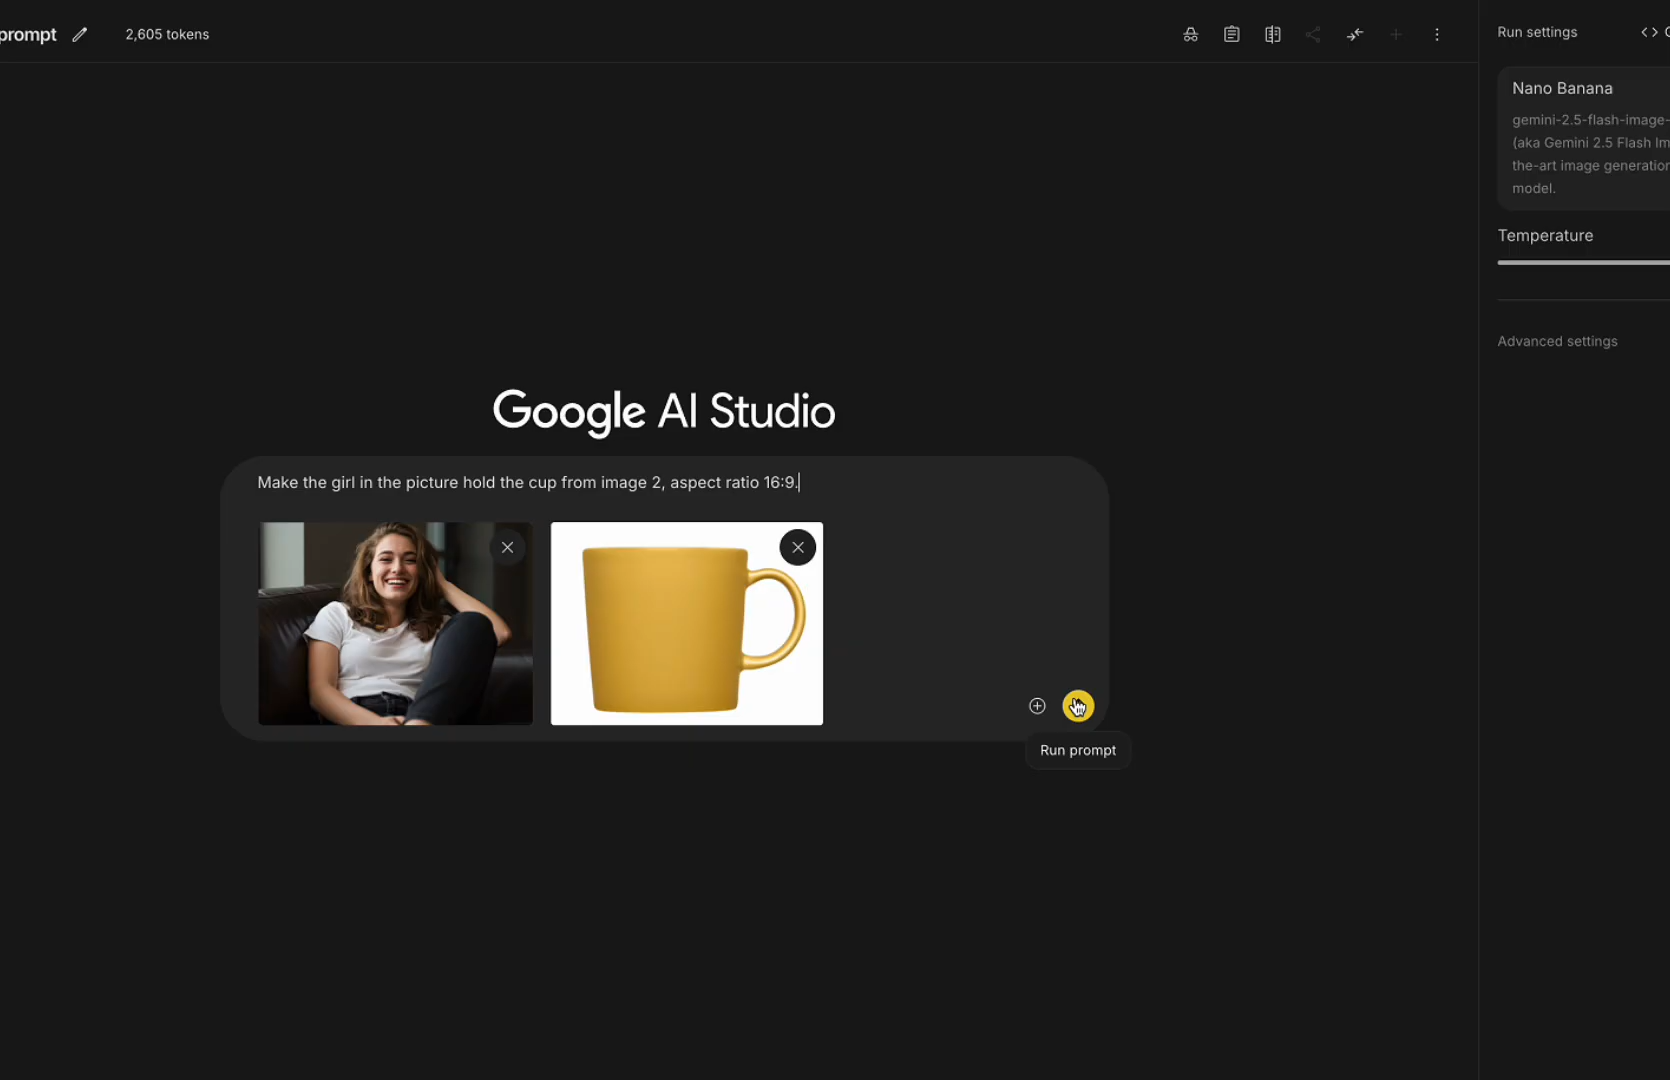 prompt
2,605 tokens
Run settings
Nano Banana
gemini-2.5-flash-image-
(aka Gemini 2.5 Flash Im
the-art image generation
model.
Temperature
Advanced settings
Google AI Studio
Make the girl in the picture hold the cup from image 2, aspect ratio 16:9.
Run prompt